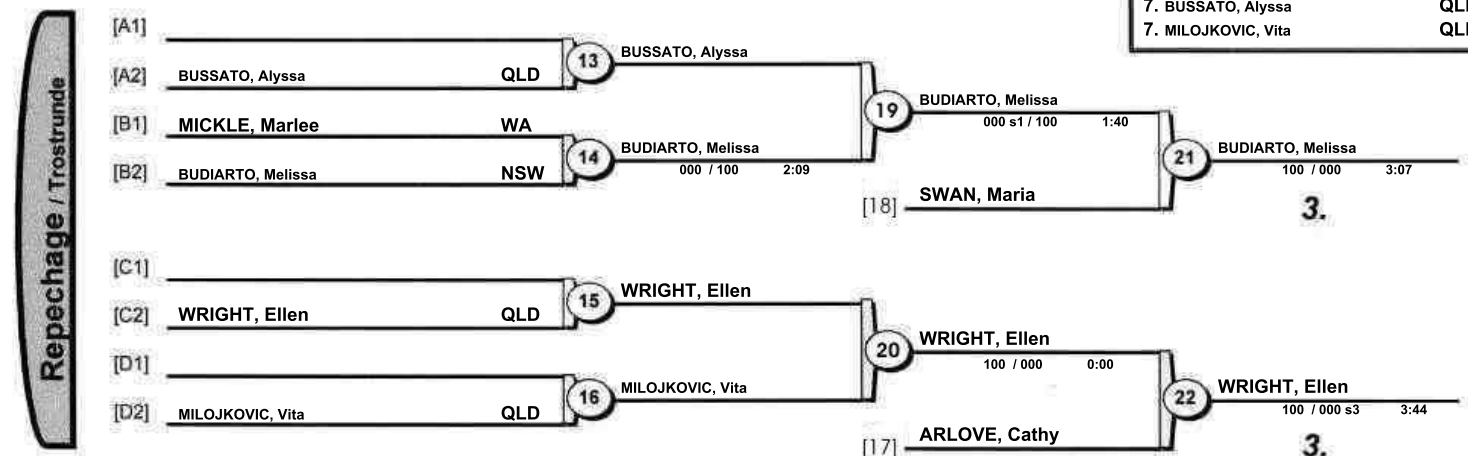 7. BUSSATO, Alyssa QL
7. MILOJKOVIC, Vita QL
Repechage / Trostrunde
[A1]
[A2] BUSSATO, Alyssa QLD
13 BUSSATO, Alyssa
[B1] MICKLE, Marlee WA
[B2] BUDIARTO, Melissa NSW
14 BUDIARTO, Melissa
000 / 100 2:09
19 BUDIARTO, Melissa
000 s1 / 100 1:40
[18] SWAN, Maria
21 BUDIARTO, Melissa
100 / 000 3:07
3.
[C1]
[C2] WRIGHT, Ellen QLD
15 WRIGHT, Ellen
[D1]
[D2] MILOJKOVIC, Vita QLD
16 MILOJKOVIC, Vita
20 WRIGHT, Ellen
100 / 000 0:00
[17] ARLOVE, Cathy
22 WRIGHT, Ellen
100 / 000 s3 3:44
3.